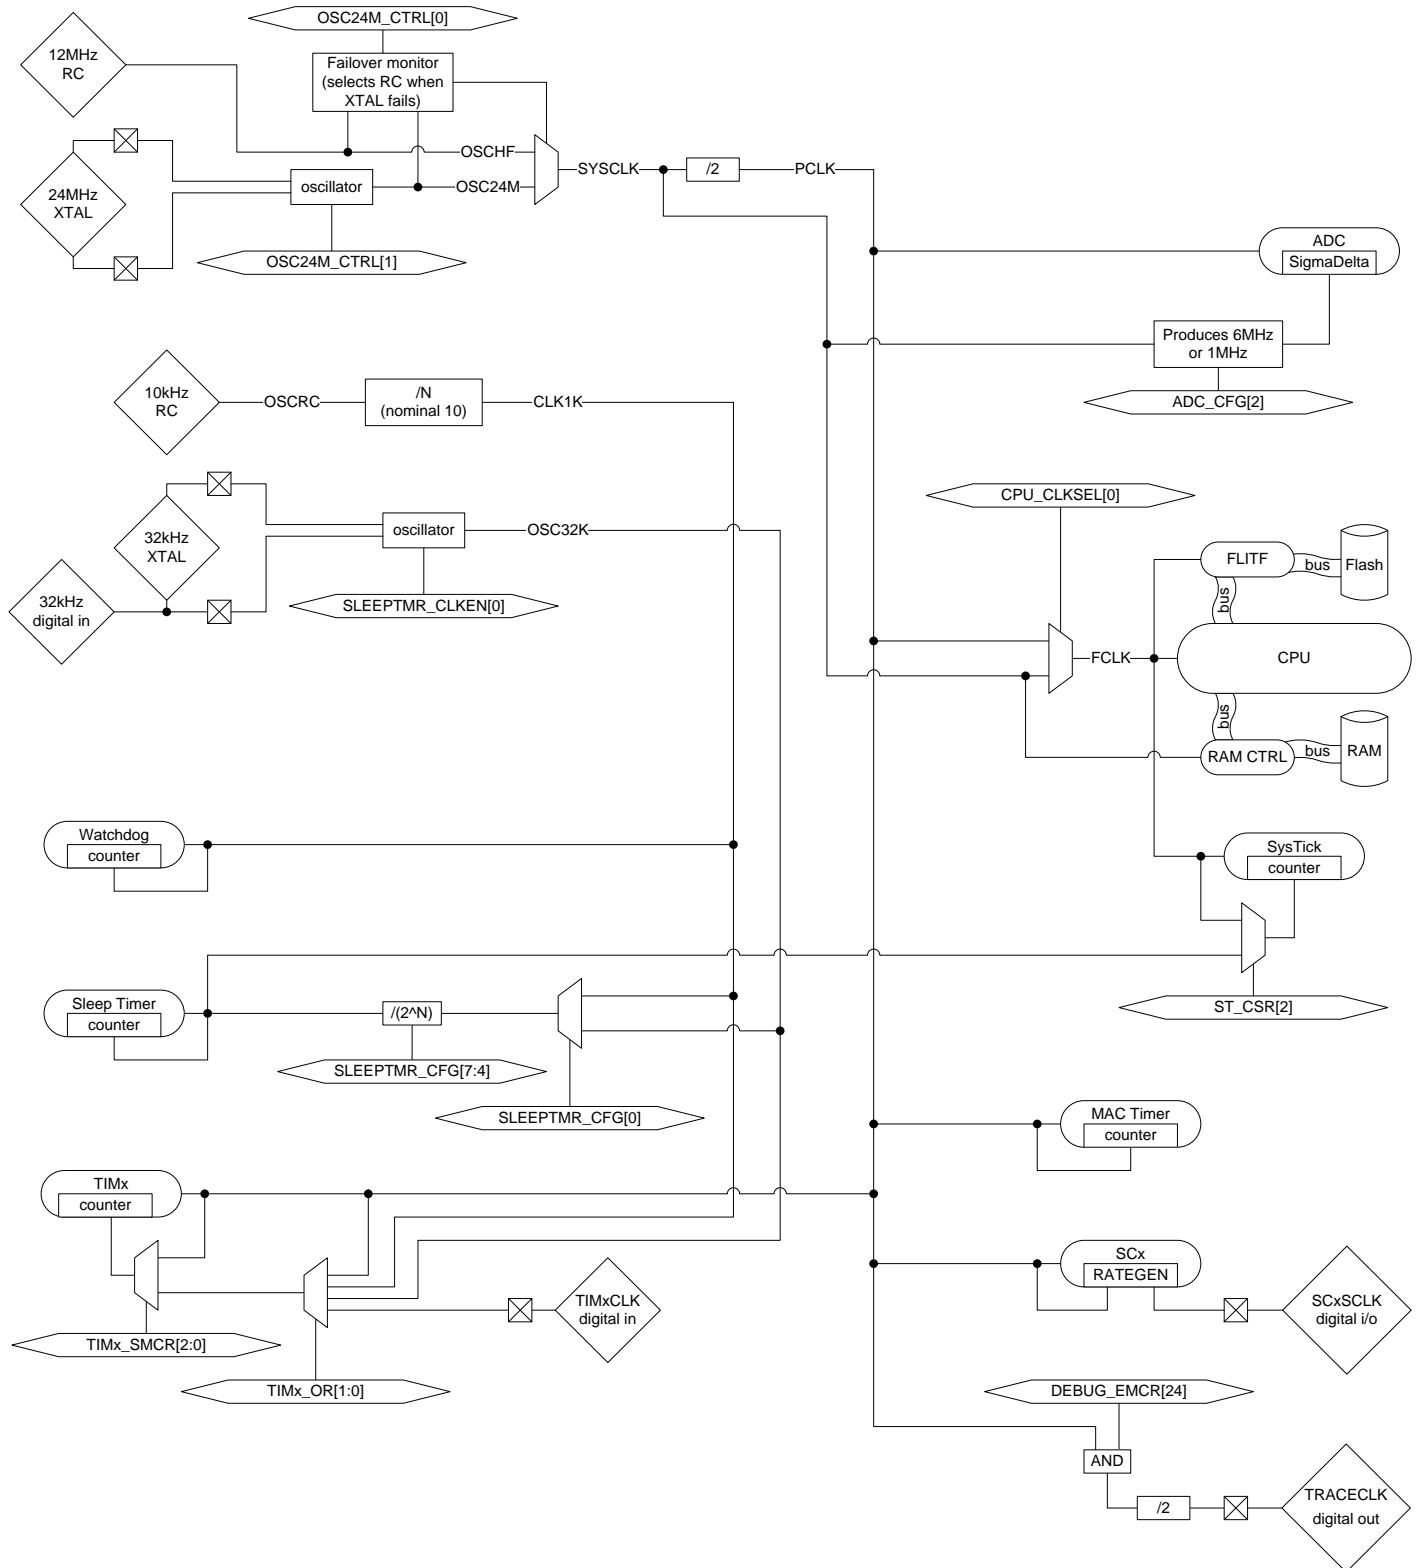 OSC24M_CTRL[0]
12MHz
RC
Failover monitor
(selects RC when
XTAL fails)
OSCHF
SYSCLK
/2
PCLK
24MHz
XTAL
oscillator
OSC24M
OSC24M_CTRL[1]
ADC
SigmaDelta
Produces 6MHz
or 1MHz
ADC_CFG[2]
10kHz
RC
OSCRC
/N
(nominal 10)
CLK1K
32kHz
XTAL
oscillator
OSC32K
32kHz
digital in
SLEEPTMR_CLKEN[0]
CPU_CLKSEL[0]
FLITF
bus
Flash
bus
FCLK
CPU
bus
RAM CTRL
bus
RAM
Watchdog
counter
SysTick
counter
ST_CSR[2]
Sleep Timer
counter
/(2^N)
SLEEPTMR_CFG[7:4]
SLEEPTMR_CFG[0]
MAC Timer
counter
TIMx
counter
TIMxCLK
digital in
TIMx_SMCR[2:0]
TIMx_OR[1:0]
SCx
RATEGEN
SCxSCLK
digital i/o
DEBUG_EMCR[24]
AND
/2
TRACECLK
digital out